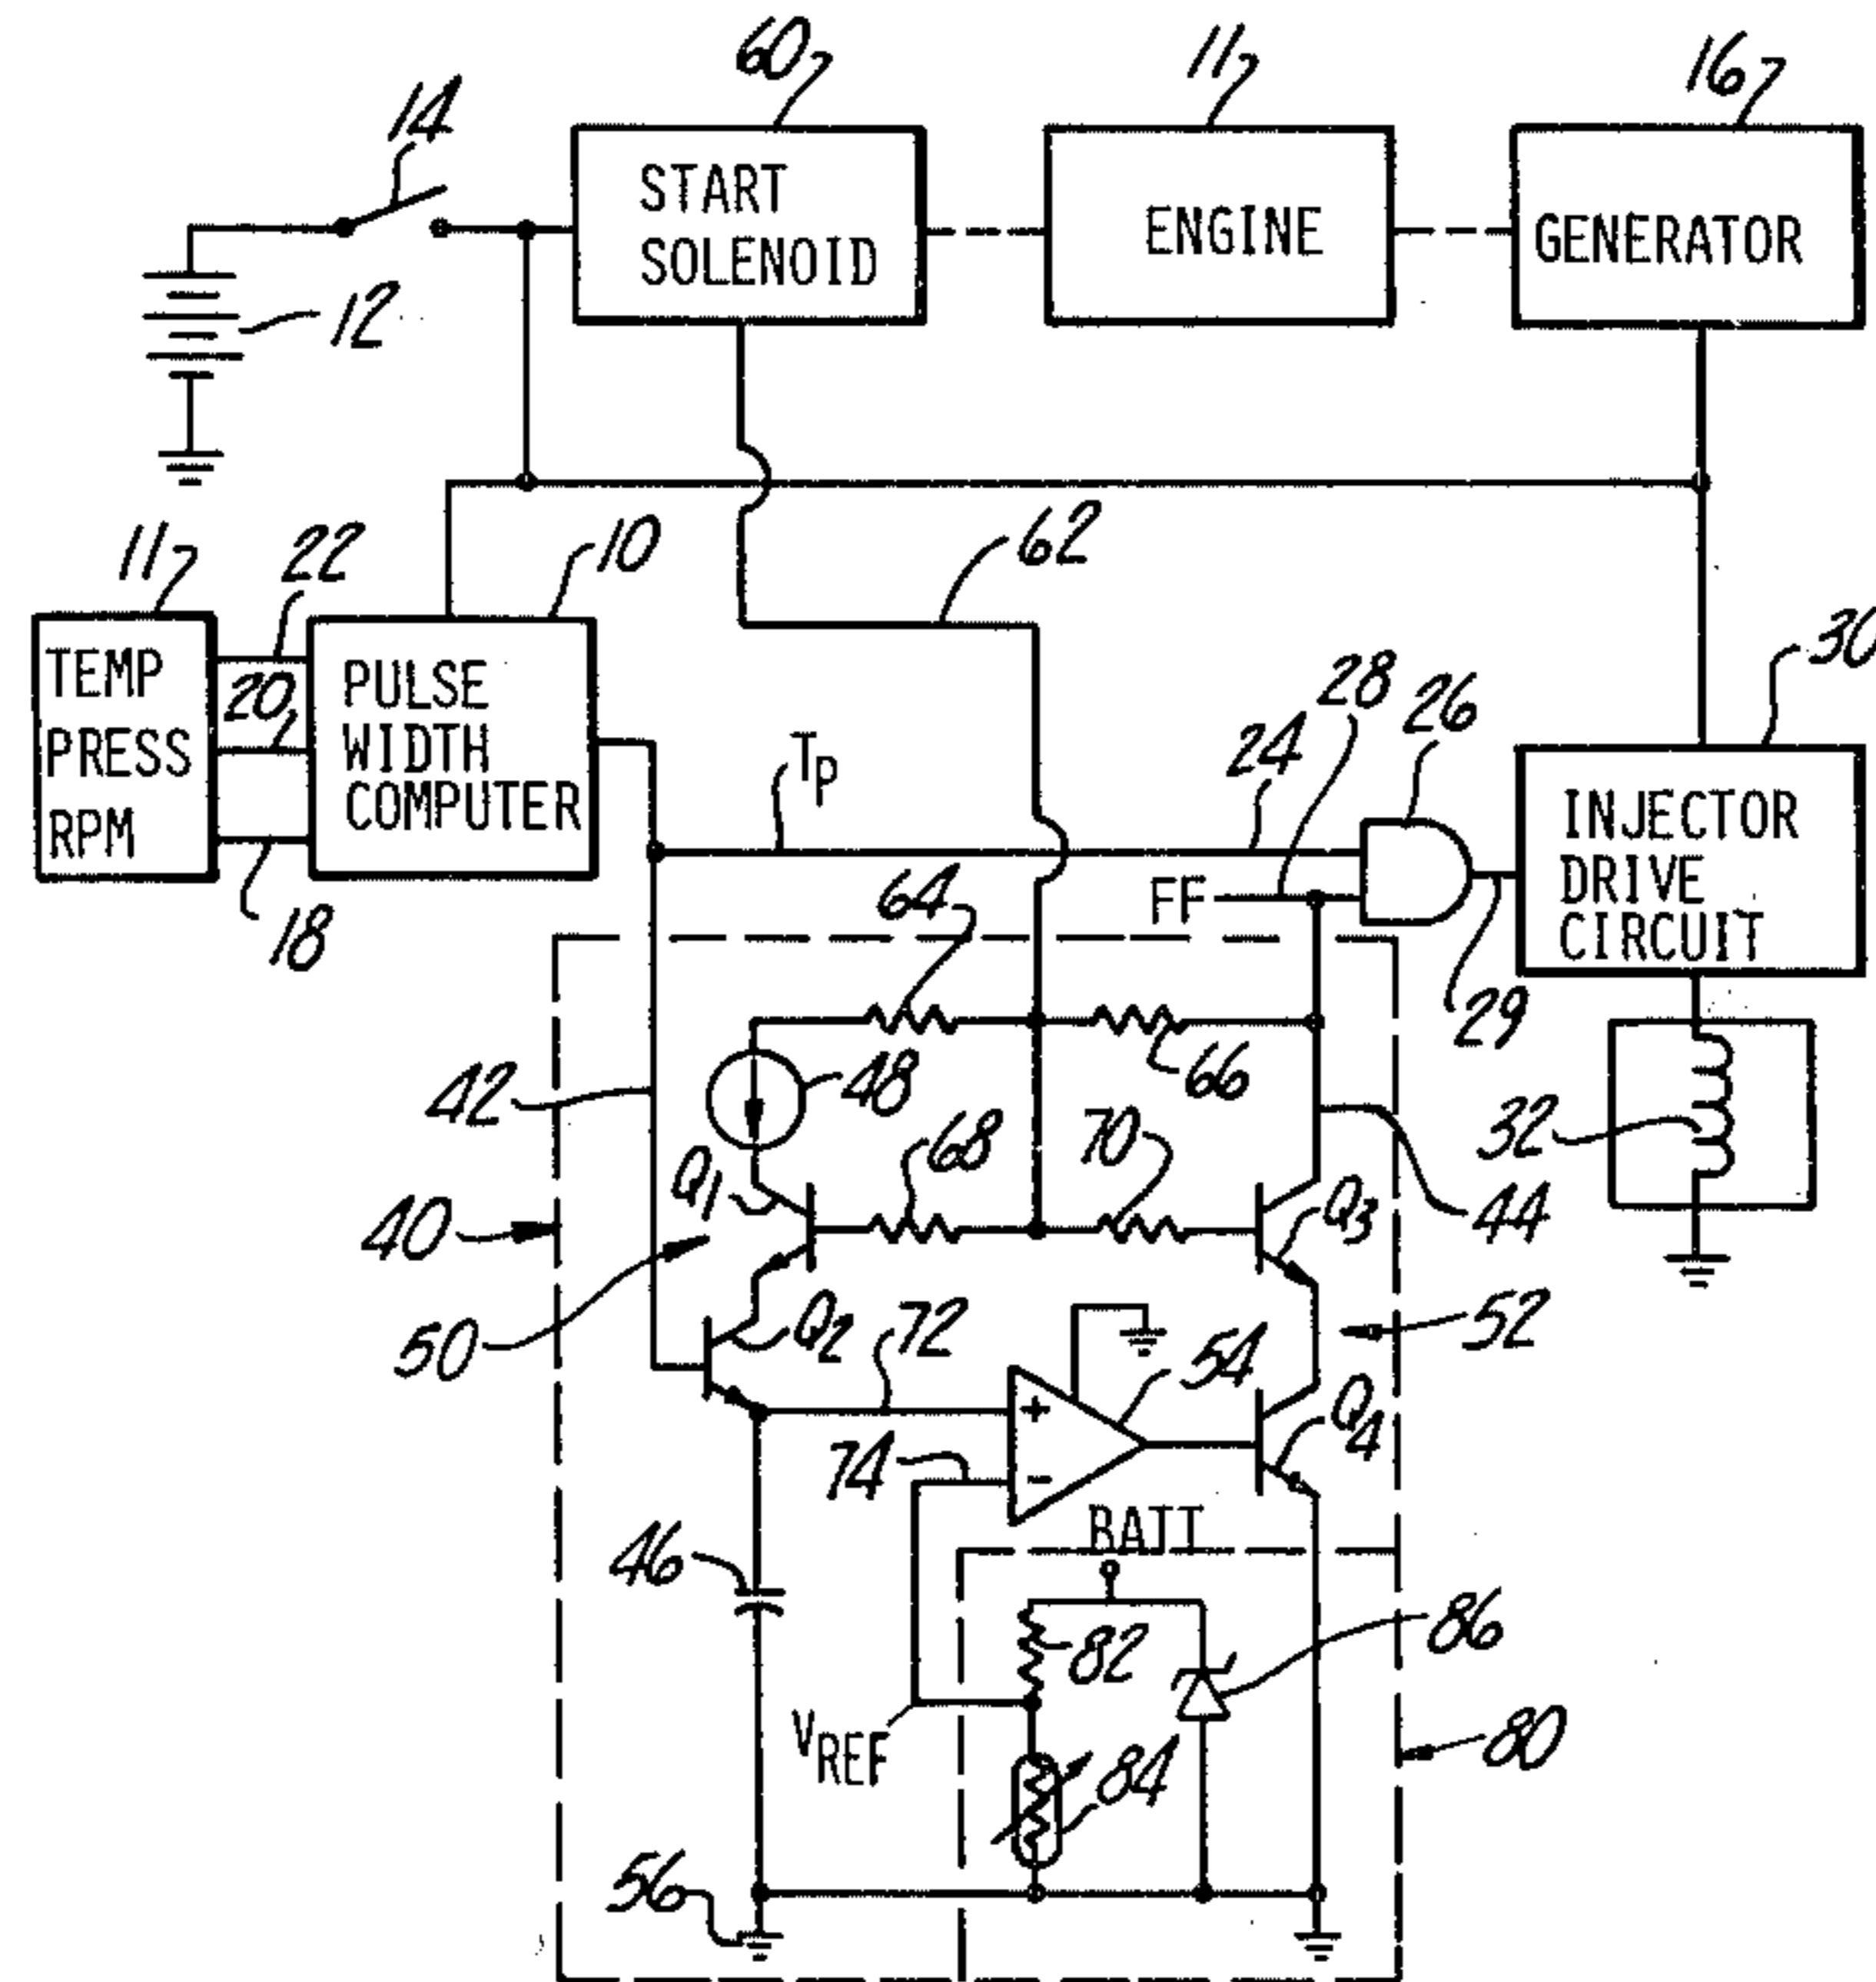 60
11
16
14
START
SOLENOID
ENGINE
GENERATOR
12
11
22
10
62
30
TEMP
PRESS
RPM
20
PULSE
WIDTH
COMPUTER
28
26
TP
24
INJECTOR
DRIVE
CIRCUIT
18
64
FF
29
42
48
66
32
Q1
68
70
Q3
44
40
50
Q2
72
54
52
+
Q4
74
-
BATT
46
82
86
VREF
84
80
56